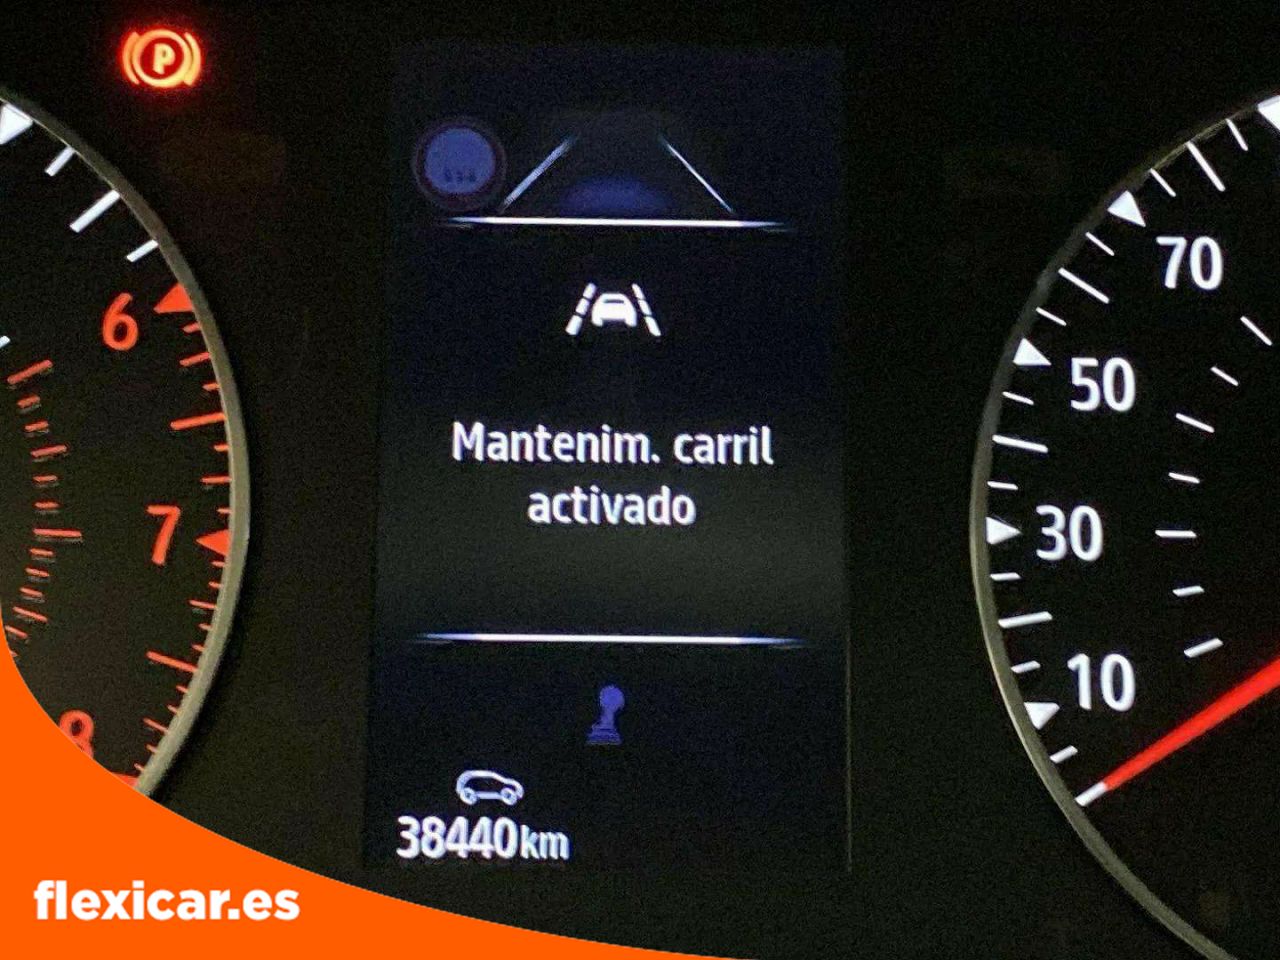 P
6
7
8
70
50
30
10
Mantenim. carril
activado
38440km
flexicar.es